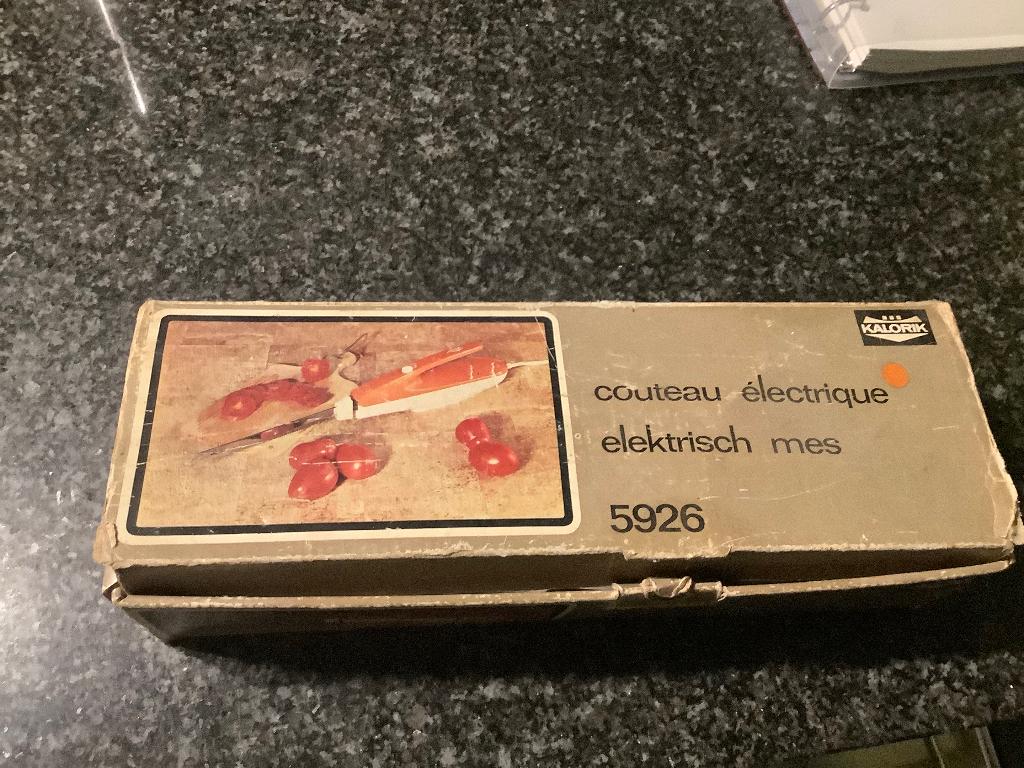 KALORIK
couteau électrique
elektrisch mes
5926